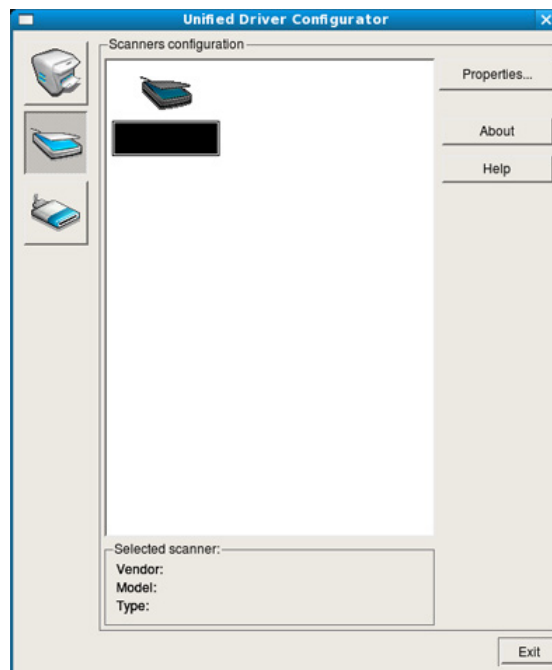 Unified Driver Configurator
Scanners configuration
Properties...
About
Help
Selected scanner:
Vendor:
Model:
Type:
Exit